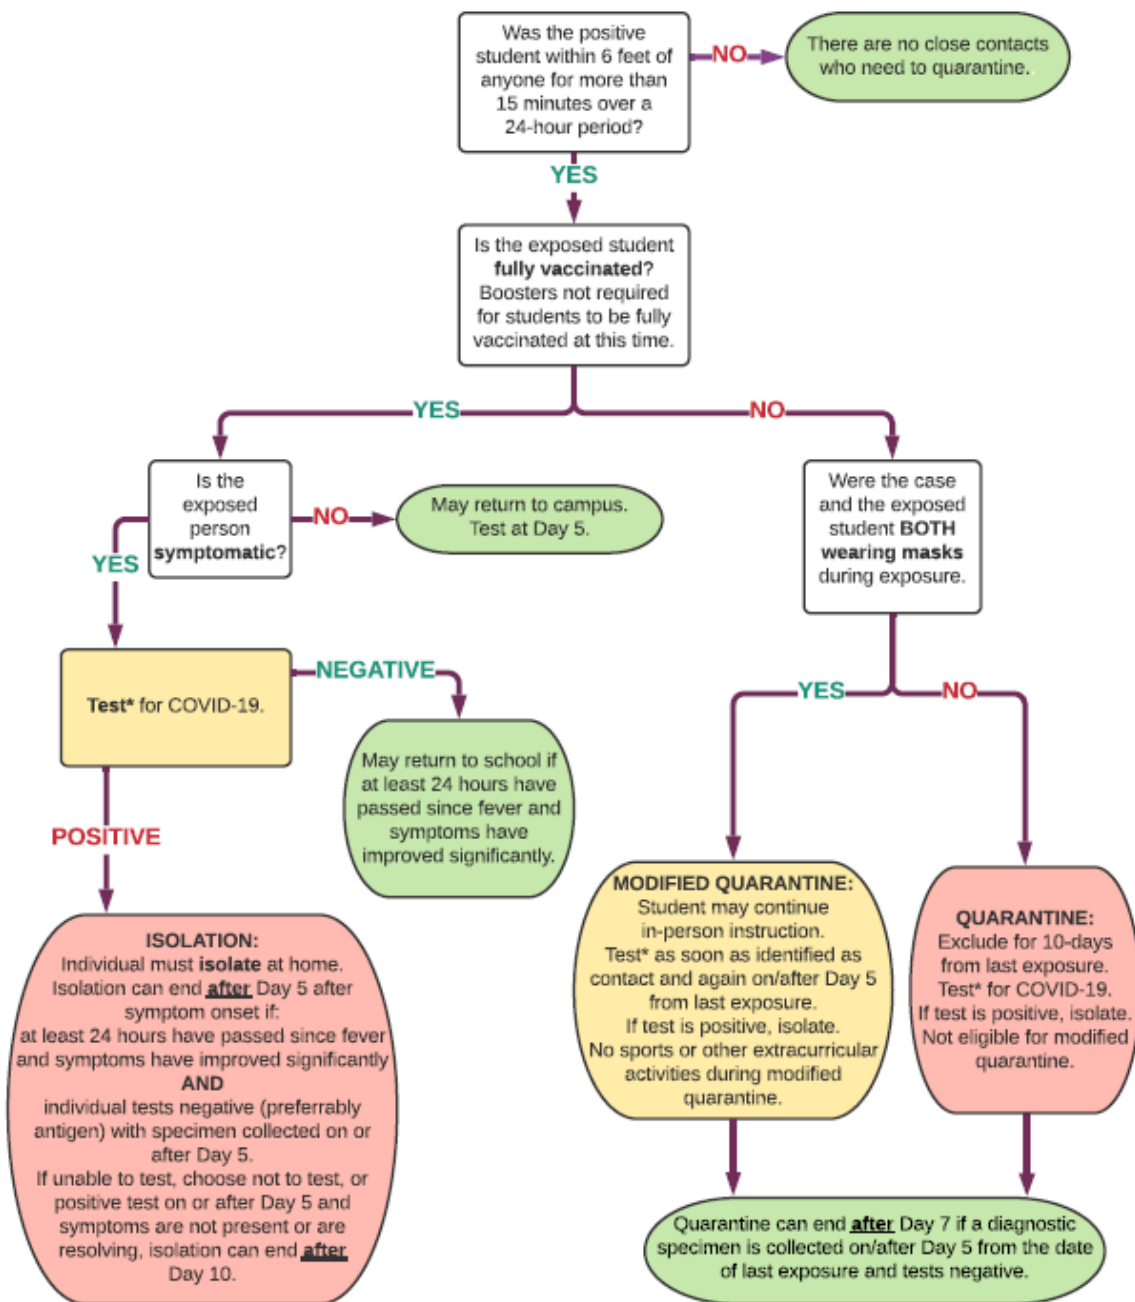 Was the positive
student within 6 feet of
anyone for more than
15 minutes over a
24-hour period?
NO
There are no close contacts
who need to quarantine.
YES
Is the exposed student
fully vaccinated?
Boosters not required
for students to be fully
vaccinated at this time.
YES
NO
Is the
exposed
person
symptomatic?
NO
May return to campus.
Test at Day 5.
Were the case
and the exposed
student BOTH
wearing masks
during exposure.
YES
Test* for COVID-19.
NEGATIVE
May return to school if
at least 24 hours have
passed since fever and
symptoms have
improved significantly.
POSITIVE
ISOLATION:
Individual must isolate at home.
Isolation can end after Day 5 after
symptom onset if:
at least 24 hours have passed since fever
and symptoms have improved significantly
AND
individual tests negative (preferrably
antigen) with specimen collected on or
after Day 5.
If unable to test, choose not to test, or
positive test on or after Day 5 and
symptoms are not present or are
resolving, isolation can end after
Day 10.
YES
NO
MODIFIED QUARANTINE:
Student may continue
in-person instruction.
Test* as soon as identified as
contact and again on/after Day 5
from last exposure.
If test is positive, isolate.
No sports or other extracurricular
activities during modified
quarantine.
QUARANTINE:
Exclude for 10-days
from last exposure.
Test* for COVID-19.
If test is positive, isolate.
Not eligible for modified
quarantine.
Quarantine can end after Day 7 if a diagnostic
specimen is collected on/after Day 5 from the date
of last exposure and tests negative.